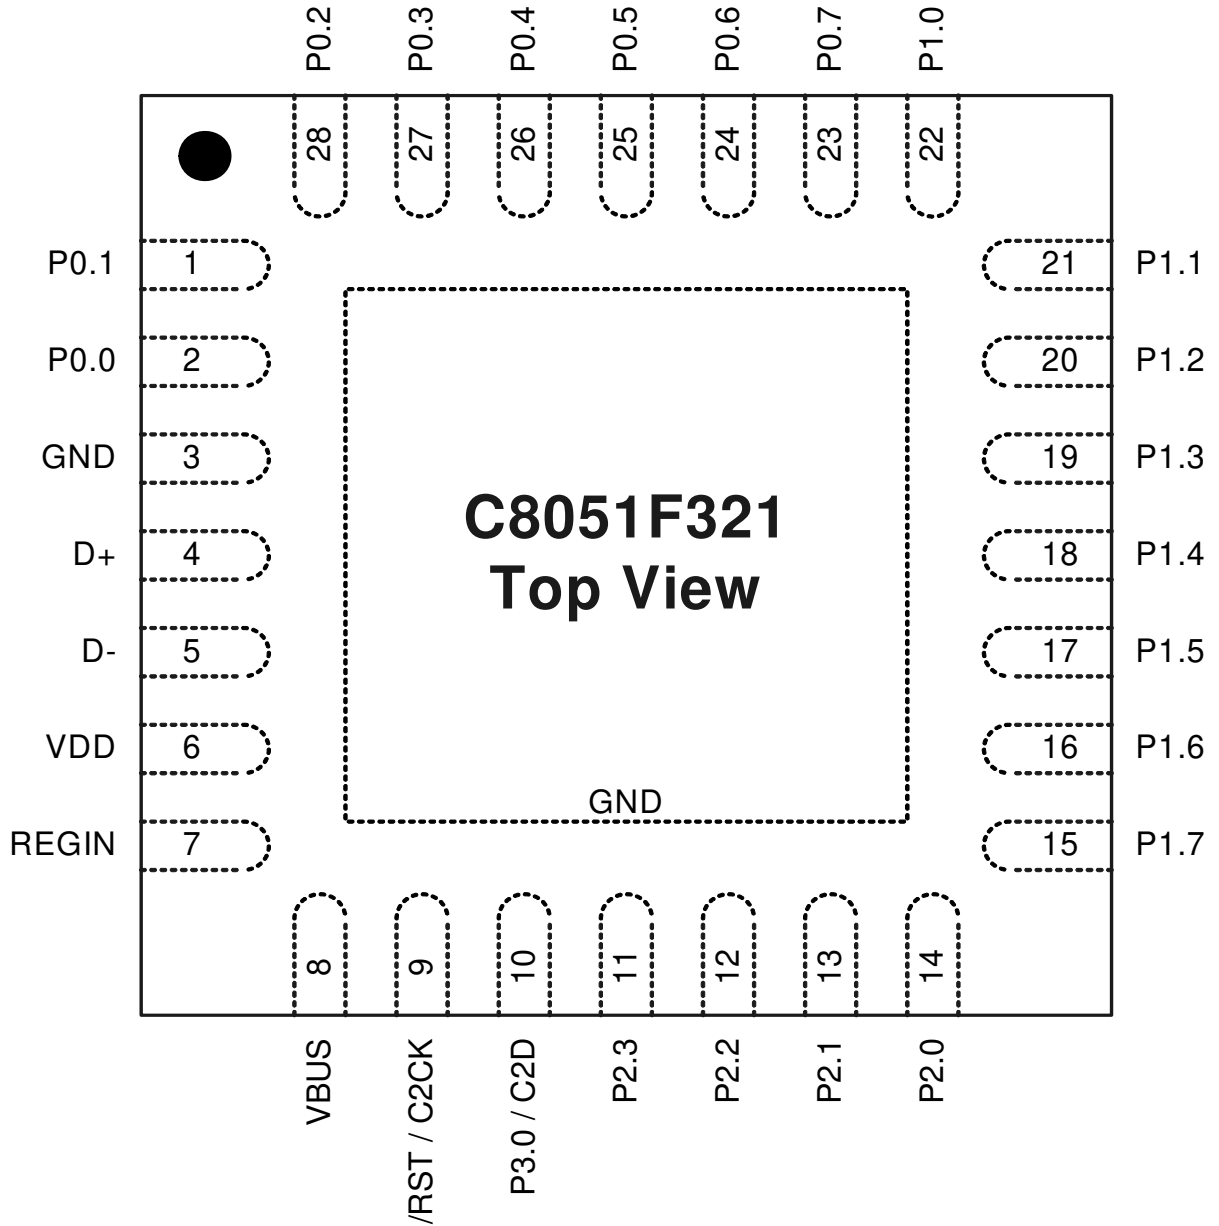 P0.2
P0.3
P0.4
P0.5
P0.6
P0.7
P1.0
28
27
26
25
24
23
22
P0.1
1
21
P1.1
P0.0
2
20
P1.2
GND
3
19
P1.3
D+
4
18
P1.4
D-
5
17
P1.5
VDD
6
16
P1.6
REGIN
7
15
P1.7
C8051F321
Top View
GND
8
9
10
11
12
13
14
VBUS
/RST / C2CK
P3.0 / C2D
P2.3
P2.2
P2.1
P2.0